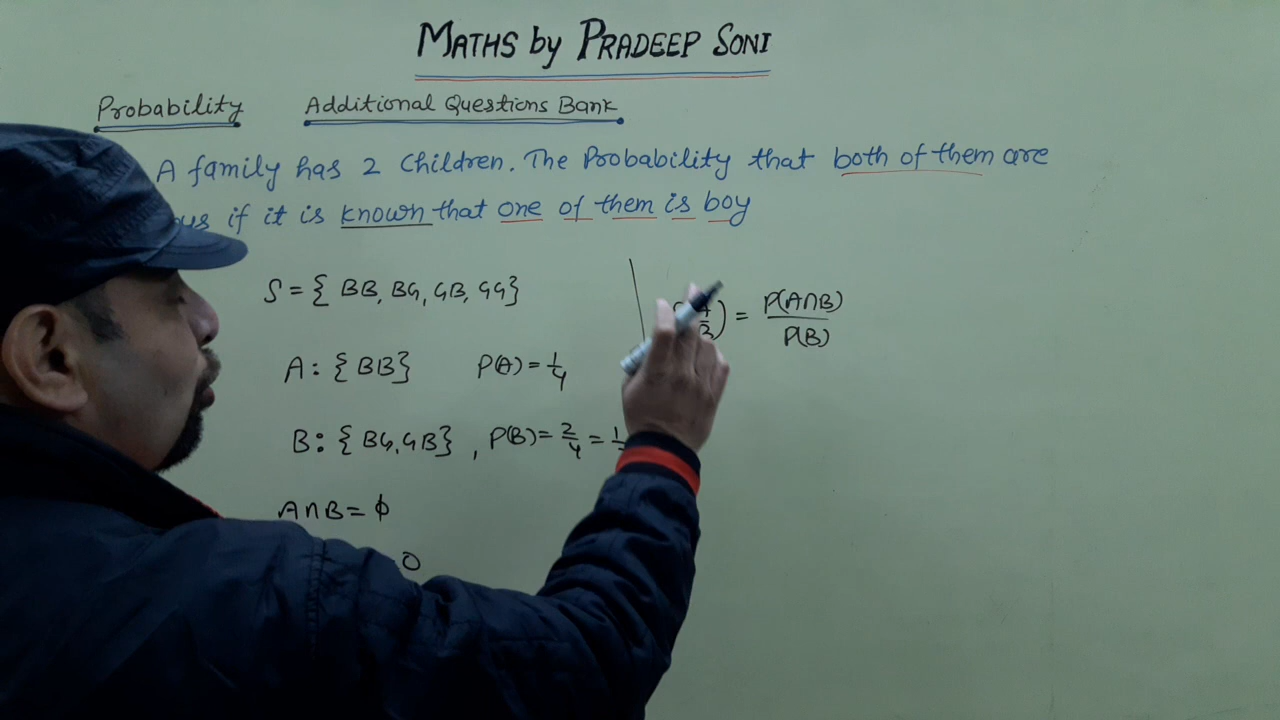 MATHS by PRADEEP SONI
Probability Additional Questions Bank
A family has 2 Children. The Probability that both of them are
if it is known that one of them is boy
S = { BB, BG, GB, GG}
= P(A∩B) / P(B)
A: { BB} P(A) = 1/4
B: { BG, GB} , P(B) = 2/4 =
A∩B = φ
0